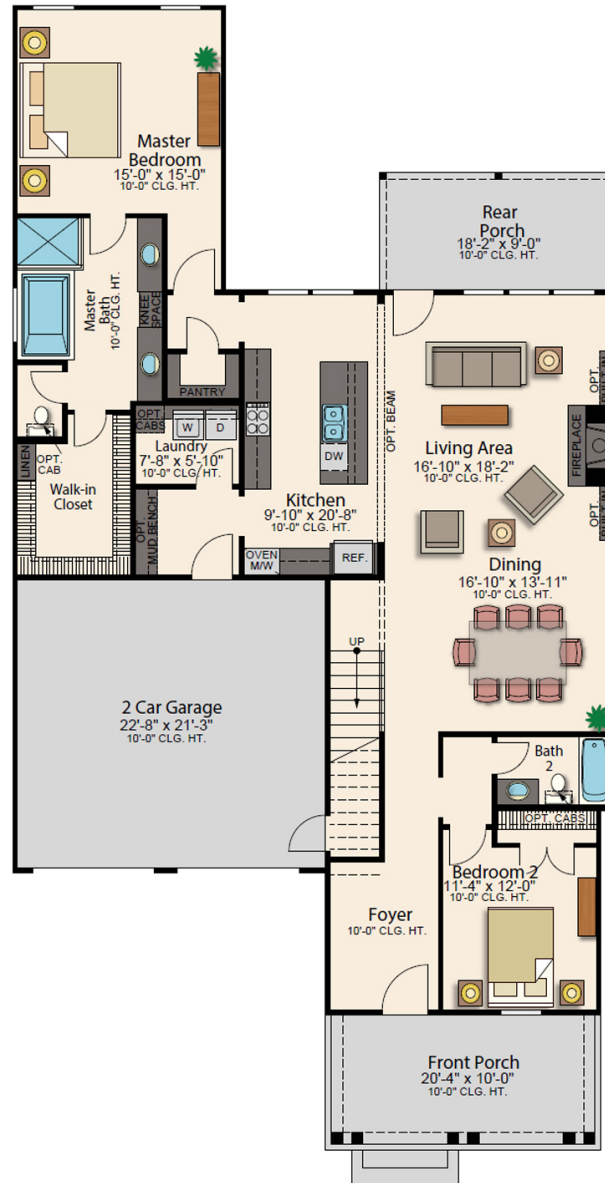 Master
Bedroom
15'-0" x 15'-0"
10'-0" CLG. HT.
Rear
Porch
18'-2" x 9'-0"
10'-0" CLG. HT.
Master
Bath
10'-0" CLG. HT.
KNEE
SPACE
PANTRY
OPT.
CABS
W
D
Laundry
7'-8" x 5'-10"
10'-0" CLG. HT.
LINEN
OPT.
CAB
Walk-in
Closet
OPT.
MUD BENCH
DW
Kitchen
9'-10" x 20'-8"
10'-0" CLG. HT.
OVEN
M/W
REF.
OPT. BEAM
Living Area
16'-10" x 18'-2"
10'-0" CLG. HT.
OPT.
FIREPLACE
OPT.
Dining
16'-10" x 13'-11"
10'-0" CLG. HT.
UP
2 Car Garage
22'-8" x 21'-3"
10'-0" CLG. HT.
Bath
2
OPT. CABS
Bedroom 2
11'-4" x 12'-0"
10'-0" CLG. HT.
Foyer
10'-0" CLG. HT.
Front Porch
20'-4" x 10'-0"
10'-0" CLG. HT.